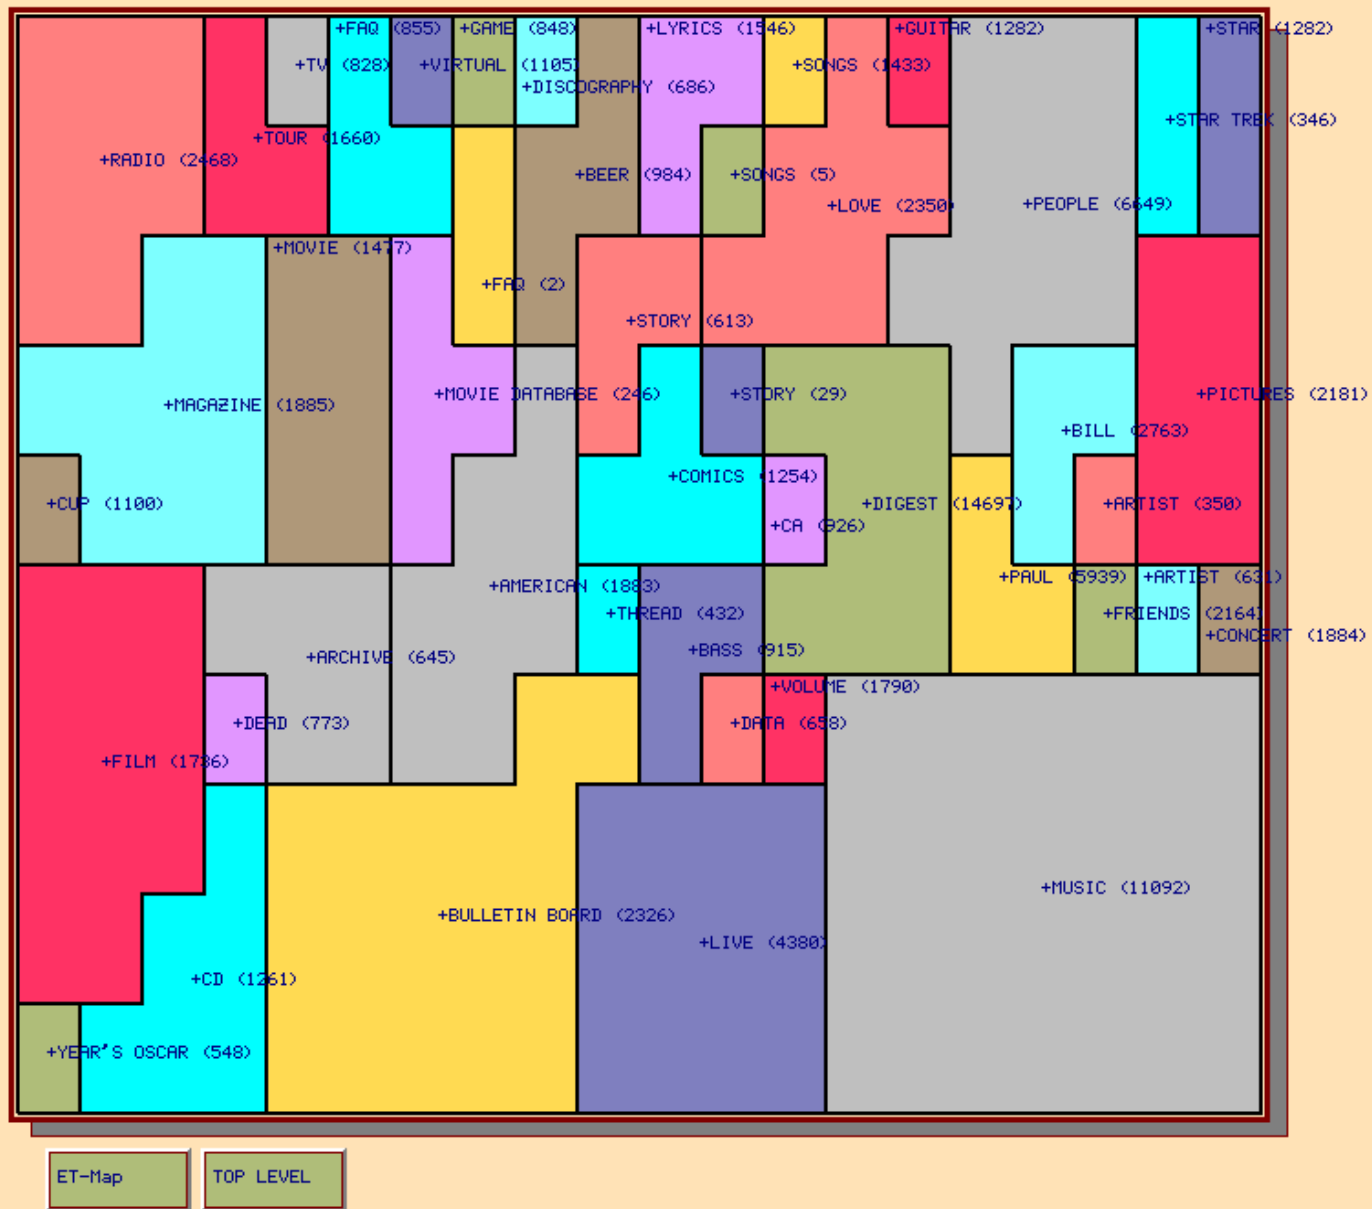 +FAQ (855)
+GAME (848)
+LYRICS (1546)
+GUITAR (1282)
+STAR (1282)
+TV (828)
+VIRTUAL (1105)
+SONGS (1433)
+DISCOGRAPHY (686)
+STAR TREK (346)
+TOUR (1660)
+RADIO (2468)
+BEER (984)
+SONGS (5)
+LOVE (2350)
+PEOPLE (6649)
+MOVIE (1477)
+FAQ (2)
+STORY (613)
+MAGAZINE (1885)
+MOVIE DATABASE (246)
+STORY (29)
+PICTURES (2181)
+BILL (2763)
+COMICS (1254)
+CUP (1100)
+DIGEST (14697)
+ARTIST (350)
+CA (926)
+PAUL (5939)
+ARTIST (631)
+AMERICAN (1883)
+THREAD (432)
+FRIENDS (2164)
+CONCERT (1884)
+ARCHIVE (645)
+BASS (915)
+VOLUME (1790)
+DEAD (773)
+DATA (658)
+FILM (1736)
+MUSIC (11092)
+BULLETIN BOARD (2326)
+LIVE (4380)
+CD (1261)
+YEAR'S OSCAR (548)
ET-Map
TOP LEVEL